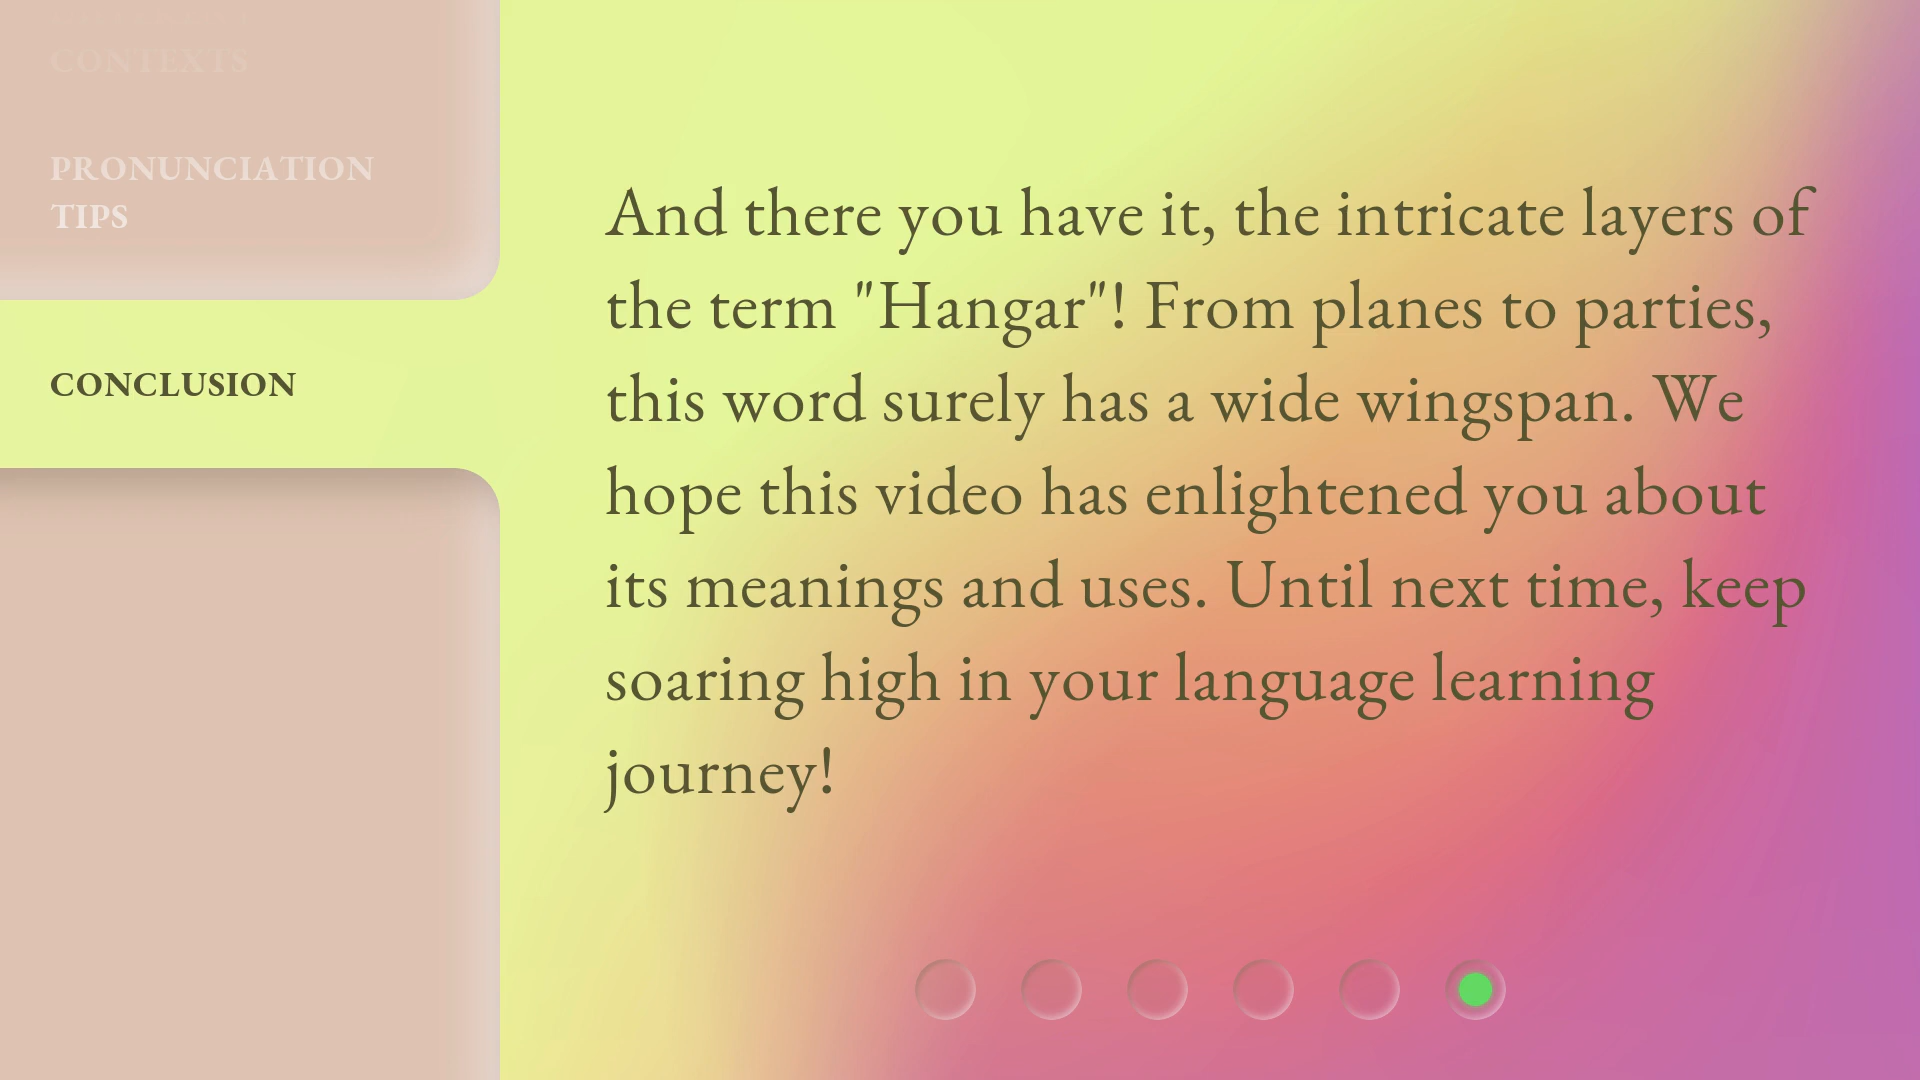 CONTEXTS
PRONUNCIATION
TIPS
CONCLUSION
And there you have it, the intricate layers of
the term "Hangar"! From planes to parties,
this word surely has a wide wingspan. We
hope this video has enlightened you about
its meanings and uses. Until next time, keep
soaring high in your language learning
journey!